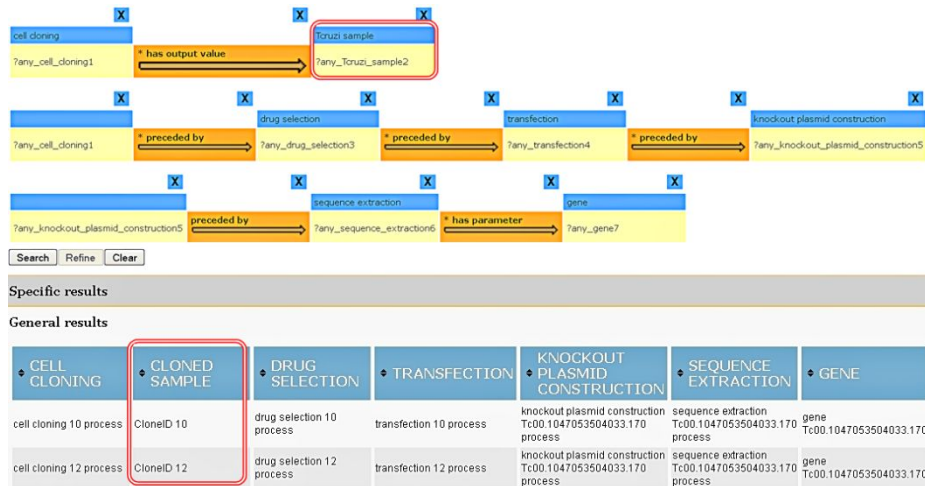 X X X
cell cloning Tcruzi sample
?any_cell_cloning1 * has output value ?any_Tcruzi_sample2
X X X X X X X
drug selection transfection knockout plasmid construction
?any_cell_cloning1 * preceded by ?any_drug_selection3 * preceded by ?any_transfection4 * preceded by ?any_knockout_plasmid_construction5
X X X X X
sequence extraction gene
?any_knockout_plasmid_construction5 preceded by ?any_sequence_extraction6 * has parameter ?any_gene7
Search Refine Clear
Specific results
General results
CELL CLONING CLONED SAMPLE DRUG SELECTION TRANSFECTION KNOCKOUT PLASMID CONSTRUCTION SEQUENCE EXTRACTION GENE
cell cloning 10 process CloneID 10 drug selection 10 process transfection 10 process knockout plasmid construction Tc00.1047053504033.170 process sequence extraction Tc00.1047053504033.170 process gene Tc00.1047053504033.170
cell cloning 12 process CloneID 12 drug selection 12 process transfection 12 process knockout plasmid construction Tc00.1047053504033.170 process sequence extraction Tc00.1047053504033.170 process gene Tc00.1047053504033.170